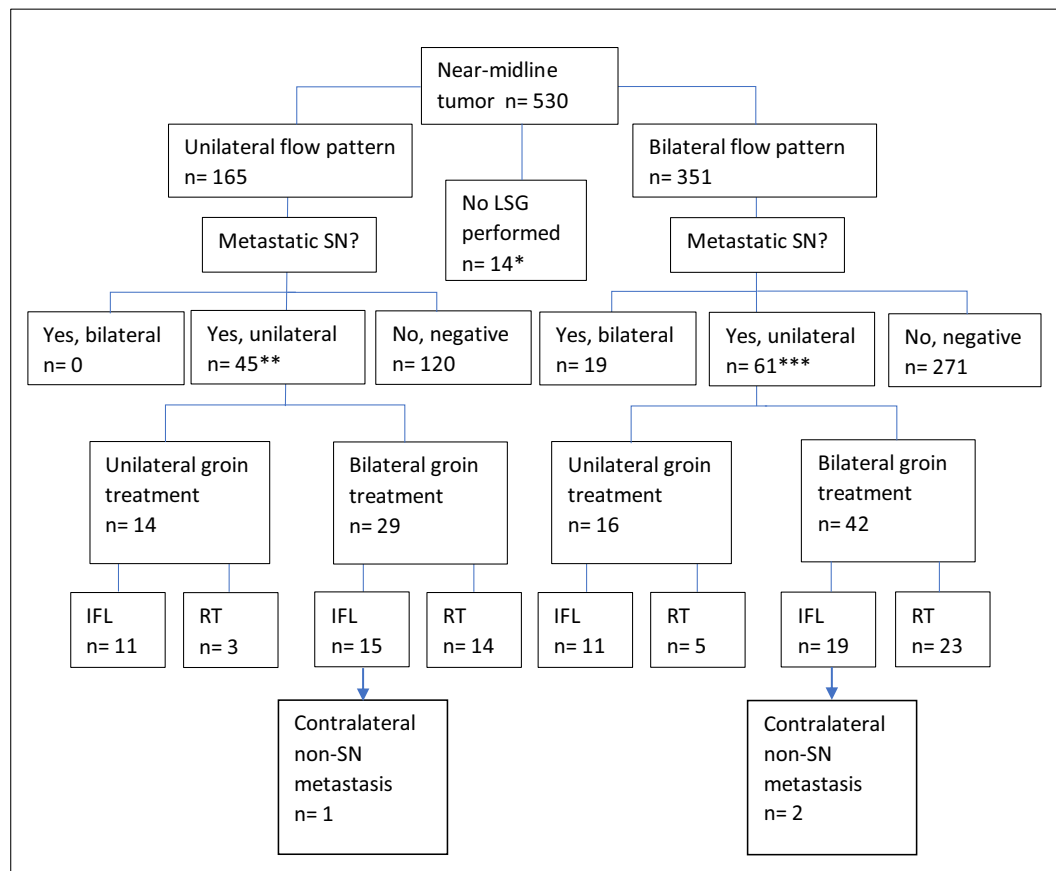 Near-midline
tumor n= 530
Unilateral flow pattern
n= 165
No LSG
performed
n= 14*
Bilateral flow pattern
n= 351
Metastatic SN?
Metastatic SN?
Yes, bilateral
n= 0
Yes, unilateral
n= 45**
No, negative
n= 120
Yes, bilateral
n= 19
Yes, unilateral
n= 61***
No, negative
n= 271
Unilateral groin
treatment
n= 14
Bilateral groin
treatment
n= 29
Unilateral groin
treatment
n= 16
Bilateral groin
treatment
n= 42
IFL
n= 11
RT
n= 3
IFL
n= 15
RT
n= 14
IFL
n= 11
RT
n= 5
IFL
n= 19
RT
n= 23
Contralateral
non-SN
metastasis
n= 1
Contralateral
non-SN
metastasis
n= 2